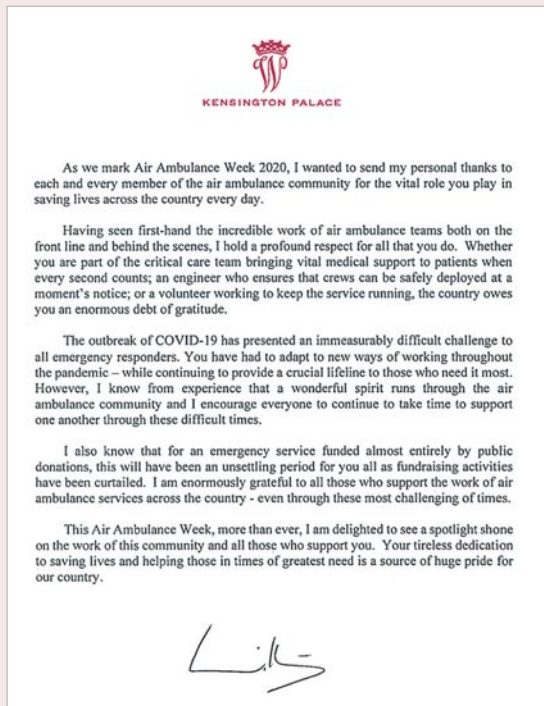 KENSINGTON PALACE
As we mark Air Ambulance Week 2020, I wanted to send my personal thanks to
each and every member of the air ambulance community for the vital role you play in
saving lives across the country every day.
Having seen first-hand the incredible work of air ambulance teams both on the
front line and behind the scenes, I hold a profound respect for all that you do. Whether
you are part of the critical care team bringing vital medical support to patients when
every second counts; an engineer who ensures that crews can be safely deployed at a
moment's notice; or a volunteer working to keep the service running, the country owes
you an enormous debt of gratitude.
The outbreak of COVID-19 has presented an immeasurably difficult challenge to
all emergency responders. You have had to adapt to new ways of working throughout
the pandemic – while continuing to provide a crucial lifeline to those who need it most.
However, I know from experience that a wonderful spirit runs through the air
ambulance community and I encourage everyone to continue to take time to support
one another through these difficult times.
I also know that for an emergency service funded almost entirely by public
donations, this will have been an unsettling period for you all as fundraising activities
have been curtailed. I am enormously grateful to all those who support the work of air
ambulance services across the country - even through these most challenging of times.
This Air Ambulance Week, more than ever, I am delighted to see a spotlight shone
on the work of this community and all those who support you. Your tireless dedication
to saving lives and helping those in times of greatest need is a source of huge pride for
our country.